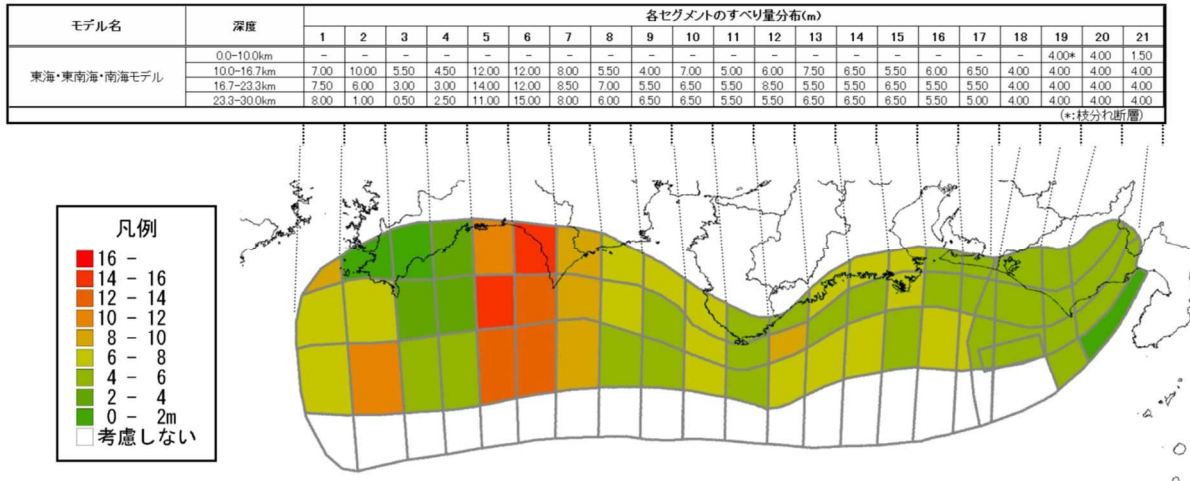 モデル名 深度 各セグメントのすべり量分布(m)
1 2 3 4 5 6 7 8 9 10 11 12 13 14 15 16 17 18 19 20 21
東海・東南海・南海モデル
0.0-10.0km - - - - - - - - - - - - - - - - - - 4.00* 4.00 1.50
10.0-16.7km 7.00 10.00 5.50 4.50 12.00 12.00 8.00 5.50 4.00 7.00 5.00 6.00 7.50 6.50 5.50 6.00 6.50 4.00 4.00 4.00 4.00
16.7-23.3km 7.50 6.00 3.00 3.00 14.00 12.00 8.50 7.00 5.50 6.50 5.50 8.50 5.50 5.50 6.50 5.50 5.50 4.00 4.00 4.00 4.00
23.3-30.0km 8.00 1.00 0.50 2.50 11.00 15.00 8.00 6.00 6.50 6.50 5.50 5.50 6.50 6.50 6.50 5.50 5.00 4.00 4.00 4.00 4.00
(*:枝分れ断層)
凡例
16 -
14 - 16
12 - 14
10 - 12
8 - 10
6 - 8
4 - 6
2 - 4
0 - 2m
考慮しない